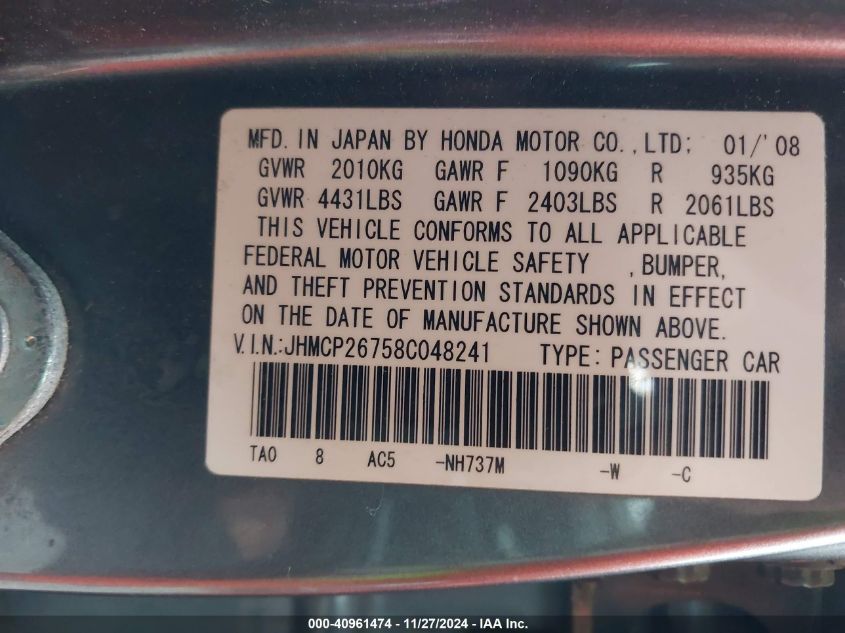 MFD. IN JAPAN BY HONDA MOTOR CO., LTD; 01/'08
GVWR 2010KG GAWR F 1090KG R 935KG
GVWR 4431LBS GAWR F 2403LBS R 2061LBS
THIS VEHICLE CONFORMS TO ALL APPLICABLE
FEDERAL MOTOR VEHICLE SAFETY , BUMPER,
AND THEFT PREVENTION STANDARDS IN EFFECT
ON THE DATE OF MANUFACTURE SHOWN ABOVE.
V.I.N.:JHMCP26758C048241 TYPE: PASSENGER CAR
TA0 8 AC5 -NH737M -W -C
000-40961474 - 11/27/2024 - IAA Inc.